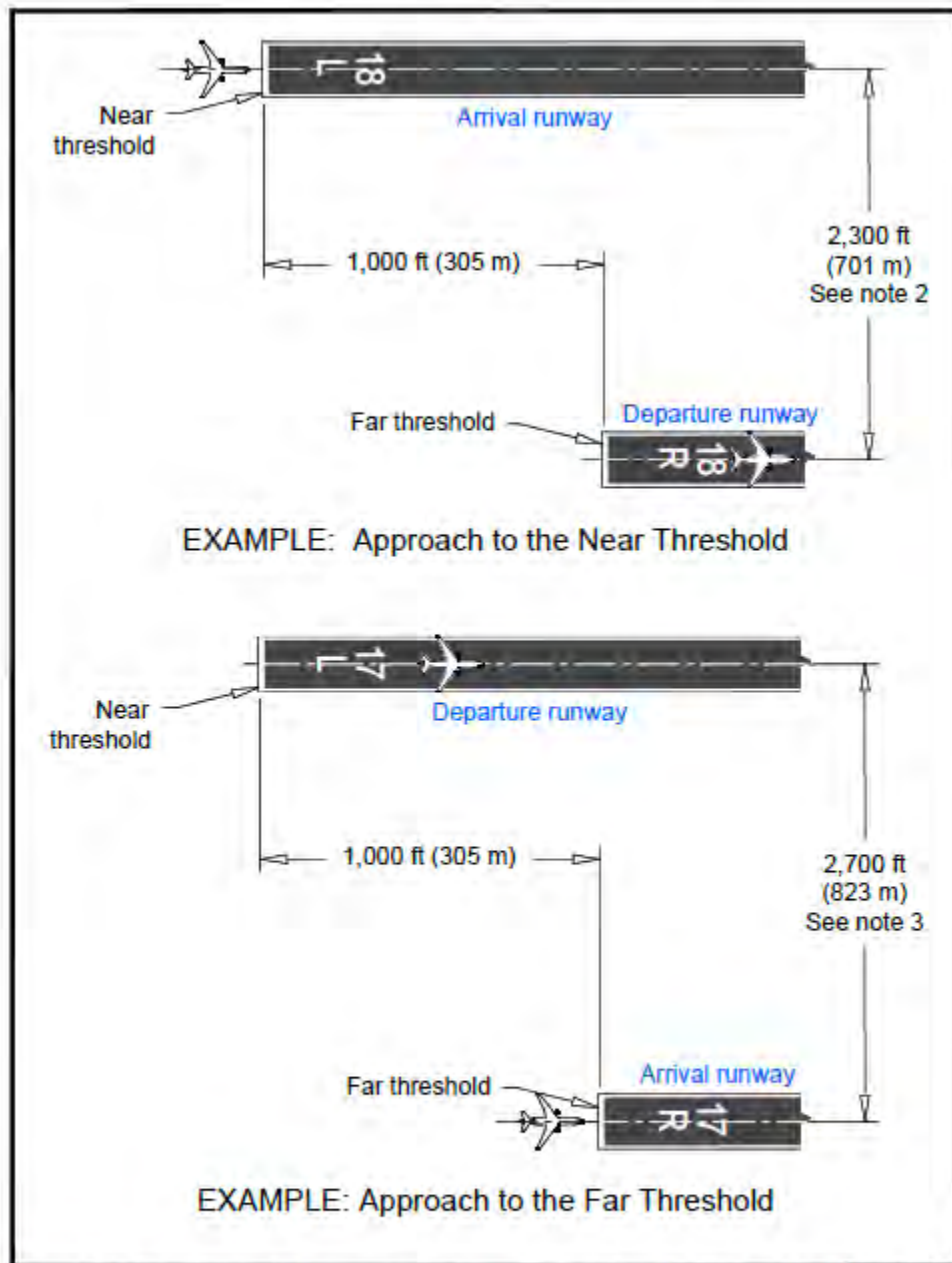 18
L
Near
threshold
Arrival runway
1,000 ft (305 m)
2,300 ft
(701 m)
See note 2
Far threshold
Departure runway
18
R
EXAMPLE: Approach to the Near Threshold
17
L
Near
threshold
Departure runway
1,000 ft (305 m)
2,700 ft
(823 m)
See note 3
Far threshold
Arrival runway
17
R
EXAMPLE: Approach to the Far Threshold